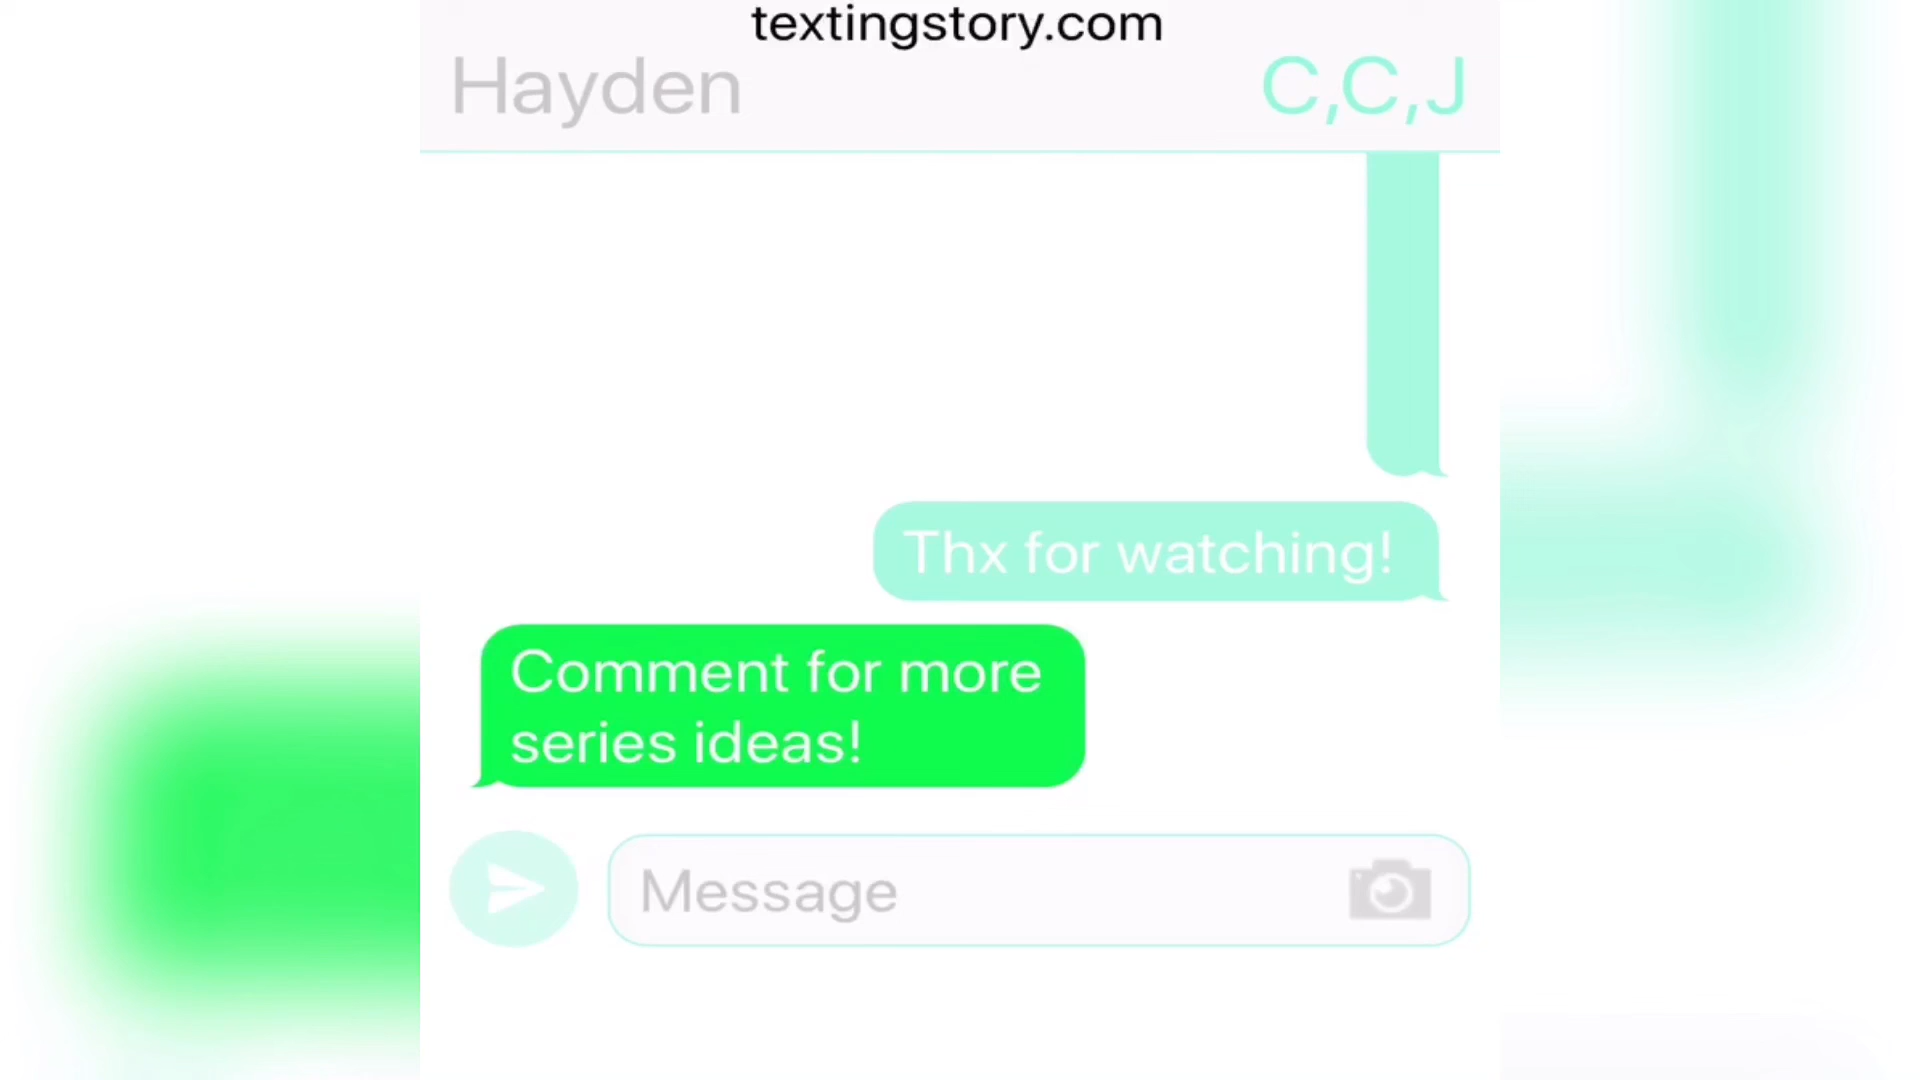 textingstory.com
Hayden
C,C,J
Thx for watching!
Comment for more
series ideas!
Message